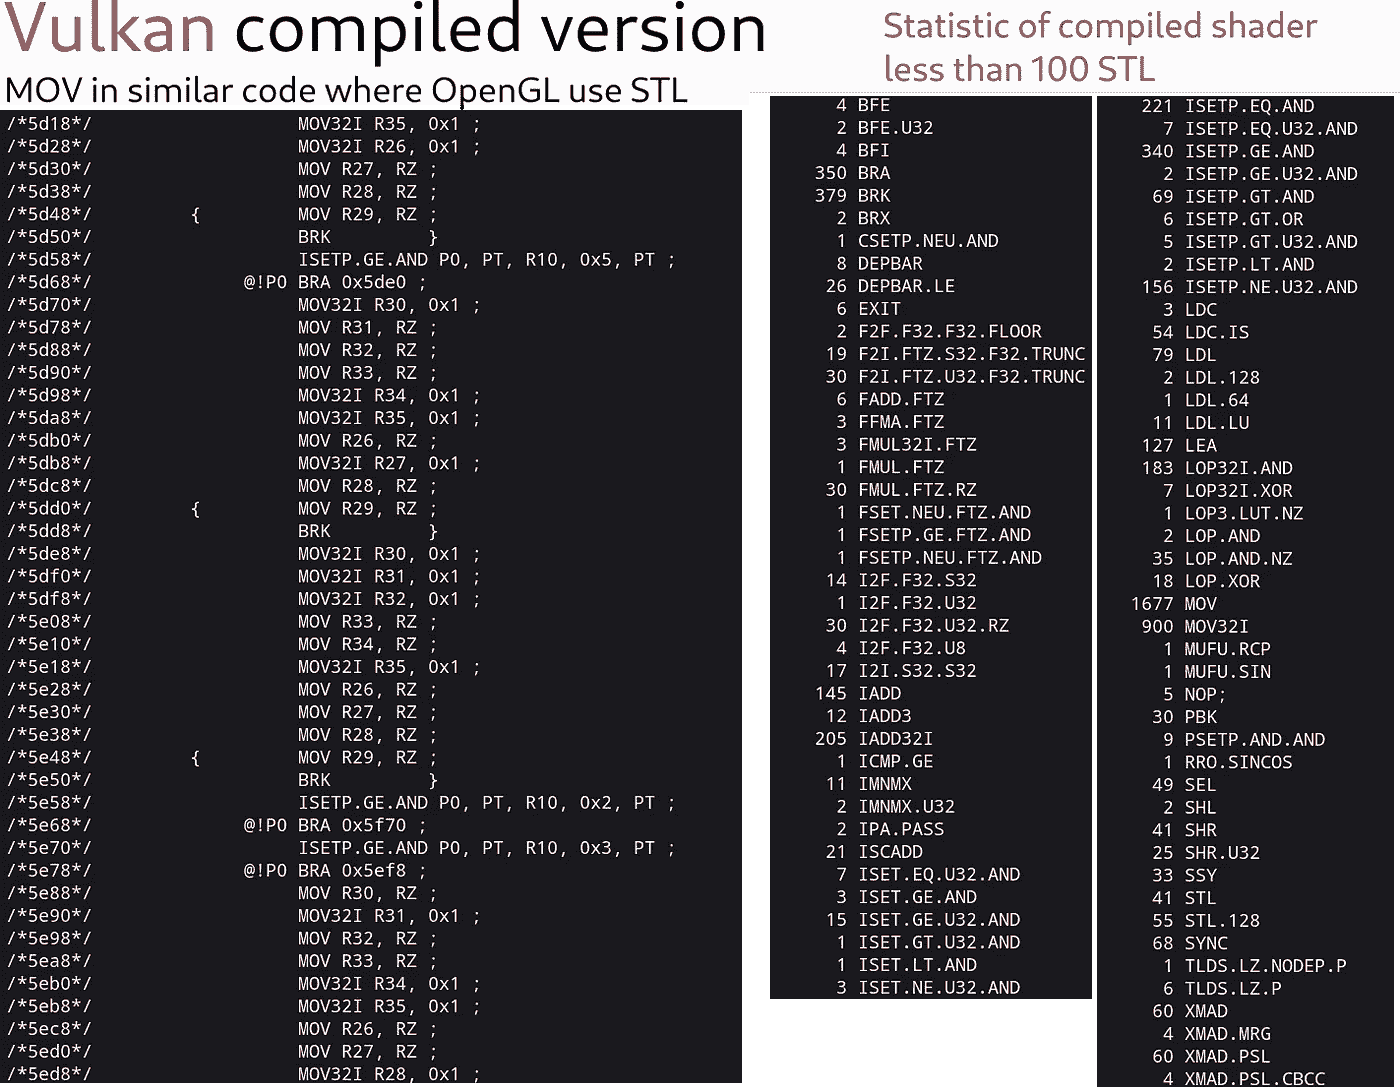 Vulkan compiled version
MOV in similar code where OpenGL use STL
/*5d18*/ MOV32I R35, 0x1 ;
/*5d28*/ MOV32I R26, 0x1 ;
/*5d30*/ MOV R27, RZ ;
/*5d38*/ MOV R28, RZ ;
/*5d48*/ { MOV R29, RZ ;
/*5d50*/ BRK }
/*5d58*/ ISETP.GE.AND P0, PT, R10, 0x5, PT ;
/*5d68*/ @!P0 BRA 0x5de0 ;
/*5d70*/ MOV32I R30, 0x1 ;
/*5d78*/ MOV R31, RZ ;
/*5d88*/ MOV R32, RZ ;
/*5d90*/ MOV R33, RZ ;
/*5d98*/ MOV32I R34, 0x1 ;
/*5da8*/ MOV32I R35, 0x1 ;
/*5db0*/ MOV R26, RZ ;
/*5db8*/ MOV32I R27, 0x1 ;
/*5dc8*/ MOV R28, RZ ;
/*5dd0*/ { MOV R29, RZ ;
/*5dd8*/ BRK }
/*5de8*/ MOV32I R30, 0x1 ;
/*5df0*/ MOV32I R31, 0x1 ;
/*5df8*/ MOV32I R32, 0x1 ;
/*5e08*/ MOV R33, RZ ;
/*5e10*/ MOV R34, RZ ;
/*5e18*/ MOV32I R35, 0x1 ;
/*5e28*/ MOV R26, RZ ;
/*5e30*/ MOV R27, RZ ;
/*5e38*/ MOV R28, RZ ;
/*5e48*/ { MOV R29, RZ ;
/*5e50*/ BRK }
/*5e58*/ ISETP.GE.AND P0, PT, R10, 0x2, PT ;
/*5e68*/ @!P0 BRA 0x5f70 ;
/*5e70*/ ISETP.GE.AND P0, PT, R10, 0x3, PT ;
/*5e78*/ @!P0 BRA 0x5ef8 ;
/*5e88*/ MOV R30, RZ ;
/*5e90*/ MOV32I R31, 0x1 ;
/*5e98*/ MOV R32, RZ ;
/*5ea8*/ MOV R33, RZ ;
/*5eb0*/ MOV32I R34, 0x1 ;
/*5eb8*/ MOV32I R35, 0x1 ;
/*5ec8*/ MOV R26, RZ ;
/*5ed0*/ MOV R27, RZ ;
/*5ed8*/ MOV32I R28, 0x1 ;
Statistic of compiled shader
less than 100 STL
4 BFE
2 BFE.U32
4 BFI
350 BRA
379 BRK
2 BRX
1 CSETP.NEU.AND
8 DEPBAR
26 DEPBAR.LE
6 EXIT
2 F2F.F32.F32.FLOOR
19 F2I.FTZ.S32.F32.TRUNC
30 F2I.FTZ.U32.F32.TRUNC
6 FADD.FTZ
3 FFMA.FTZ
3 FMUL32I.FTZ
1 FMUL.FTZ
30 FMUL.FTZ.RZ
1 FSET.NEU.FTZ.AND
1 FSETP.GE.FTZ.AND
1 FSETP.NEU.FTZ.AND
14 I2F.F32.S32
1 I2F.F32.U32
30 I2F.F32.U32.RZ
4 I2F.F32.U8
17 I2I.S32.S32
145 IADD
12 IADD3
205 IADD32I
1 ICMP.GE
11 IMNMX
2 IMNMX.U32
2 IPA.PASS
21 ISCADD
7 ISET.EQ.U32.AND
3 ISET.GE.AND
15 ISET.GE.U32.AND
1 ISET.GT.U32.AND
1 ISET.LT.AND
3 ISET.NE.U32.AND
221 ISETP.EQ.AND
7 ISETP.EQ.U32.AND
340 ISETP.GE.AND
2 ISETP.GE.U32.AND
69 ISETP.GT.AND
6 ISETP.GT.OR
5 ISETP.GT.U32.AND
2 ISETP.LT.AND
156 ISETP.NE.U32.AND
3 LDC
54 LDC.IS
79 LDL
2 LDL.128
1 LDL.64
11 LDL.LU
127 LEA
183 LOP32I.AND
7 LOP32I.XOR
1 LOP3.LUT.NZ
2 LOP.AND
35 LOP.AND.NZ
18 LOP.XOR
1677 MOV
900 MOV32I
1 MUFU.RCP
1 MUFU.SIN
5 NOP;
30 PBK
9 PSETP.AND.AND
1 RRO.SINCOS
49 SEL
2 SHL
41 SHR
25 SHR.U32
33 SSY
41 STL
55 STL.128
68 SYNC
1 TLDS.LZ.NODEP.P
6 TLDS.LZ.P
60 XMAD
4 XMAD.MRG
60 XMAD.PSL
4 XMAD.PSL.CBCC